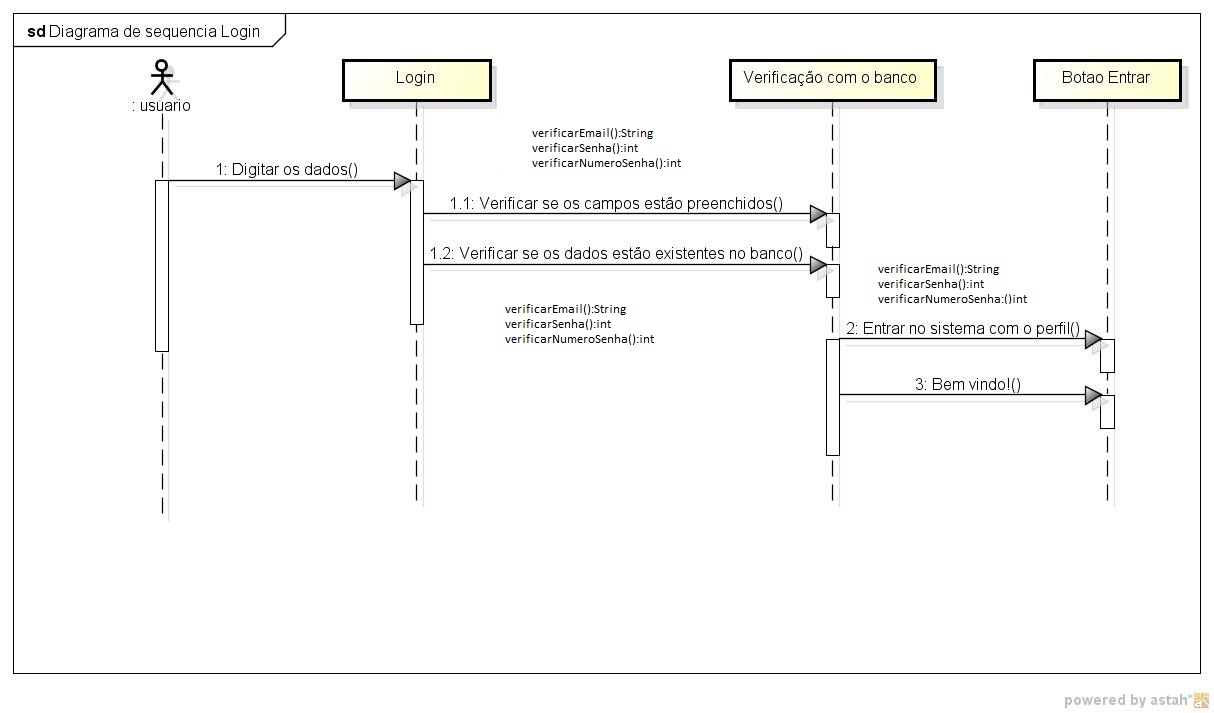 sd Diagrama de sequencia Login
: usuario
Login
Verificação com o banco
Botao Entrar
verificarEmail():String
verificarSenha():int
verificarNumeroSenha():int
1: Digitar os dados()
1.1: Verificar se os campos estão preenchidos()
1.2: Verificar se os dados estão existentes no banco()
verificarEmail():String
verificarSenha():int
verificarNumeroSenha:()int
verificarEmail():String
verificarSenha():int
verificarNumeroSenha():int
2: Entrar no sistema com o perfil()
3: Bem vindo!()
powered by astah*